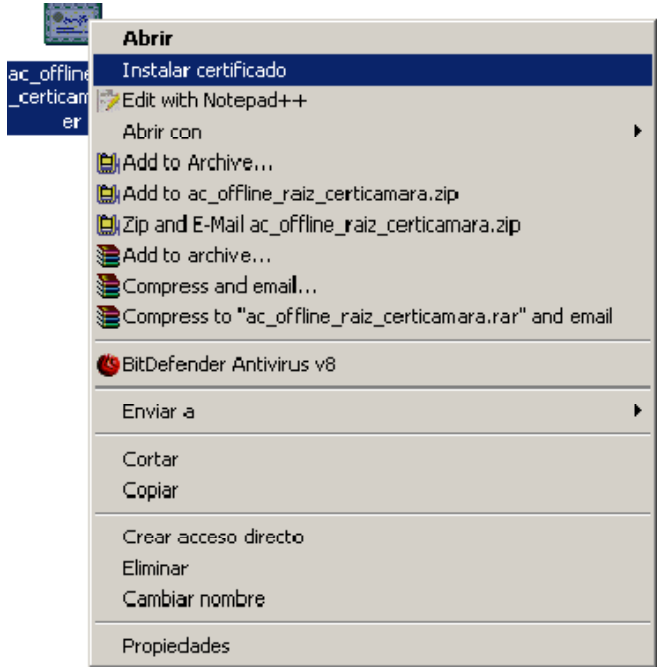 ac_offline
_certicam
er
Abrir
Instalar certificado
Edit with Notepad++
Abrir con
Add to Archive...
Add to ac_offline_raiz_certicamara.zip
Zip and E-Mail ac_offline_raiz_certicamara.zip
Add to archive...
Compress and email...
Compress to "ac_offline_raiz_certicamara.rar" and email
BitDefender Antivirus v8
Enviar a
Cortar
Copiar
Crear acceso directo
Eliminar
Cambiar nombre
Propiedades